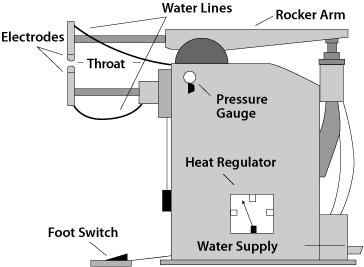 Water Lines
Rocker Arm
Electrodes
Throat
Pressure
Gauge
Heat Regulator
Foot Switch
Water Supply